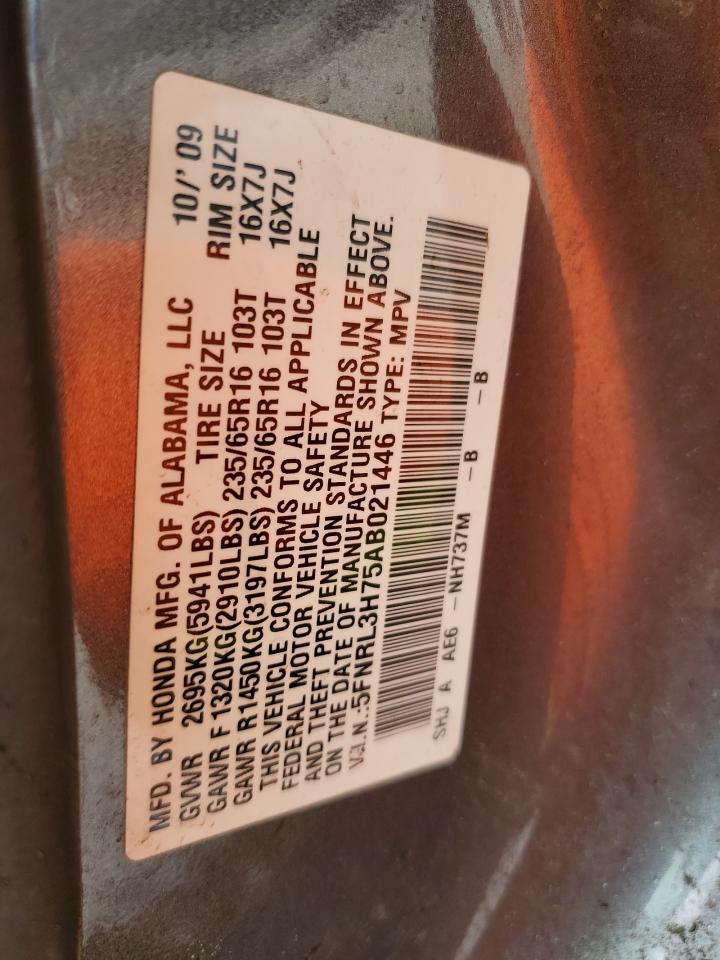 MFD. BY HONDA MFG. OF ALABAMA, LLC 10/' 09
GVWR 2695KG(5941LBS) TIRE SIZE RIM SIZE
GAWR F 1320KG(2910LBS) 235/65R16 103T 16X7J
GAWR R1450KG(3197LBS) 235/65R16 103T 16X7J
THIS VEHICLE CONFORMS TO ALL APPLICABLE
FEDERAL MOTOR VEHICLE SAFETY
AND THEFT PREVENTION STANDARDS IN EFFECT
ON THE DATE OF MANUFACTURE SHOWN ABOVE.
V.I.N.:5FNRL3H75AB021446 TYPE: MPV
SHJ A AE6 -NH737M -B -B